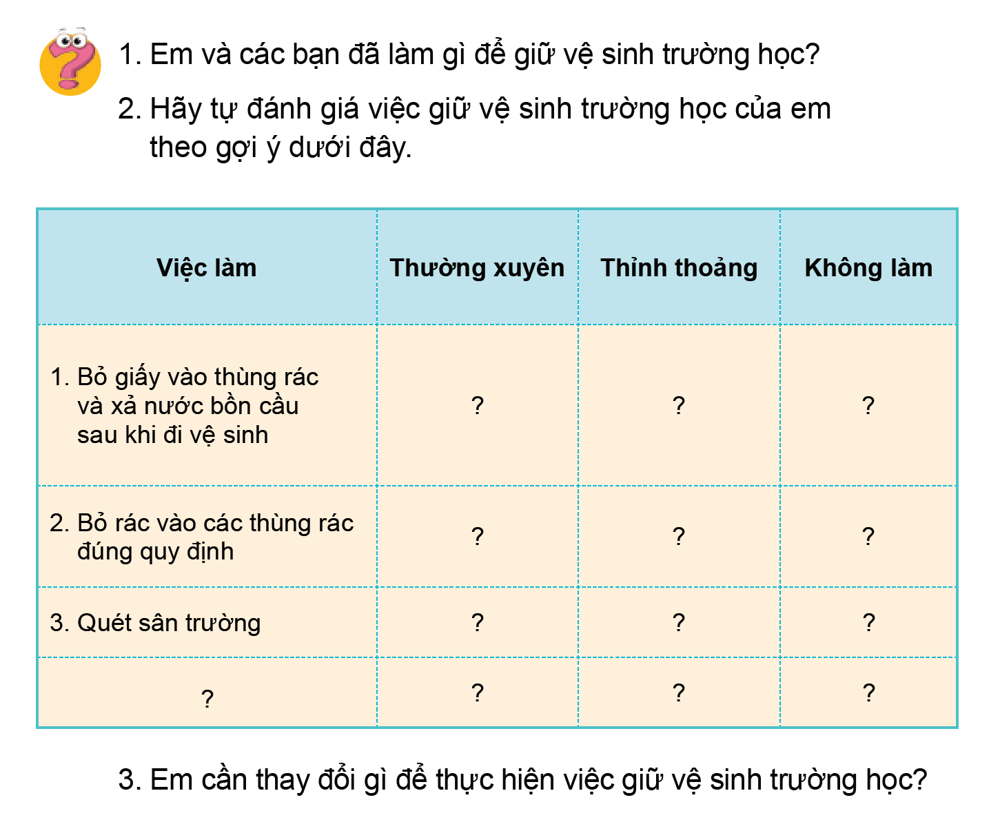 1. Em và các bạn đã làm gì để giữ vệ sinh trường học?
2. Hãy tự đánh giá việc giữ vệ sinh trường học của em
theo gợi ý dưới đây.
Việc làm Thường xuyên Thỉnh thoảng Không làm
1. Bỏ giấy vào thùng rác
và xả nước bồn cầu
sau khi đi vệ sinh
? ? ?
2. Bỏ rác vào các thùng rác
đúng quy định
? ? ?
3. Quét sân trường ? ? ?
? ? ? ?
3. Em cần thay đổi gì để thực hiện việc giữ vệ sinh trường học?